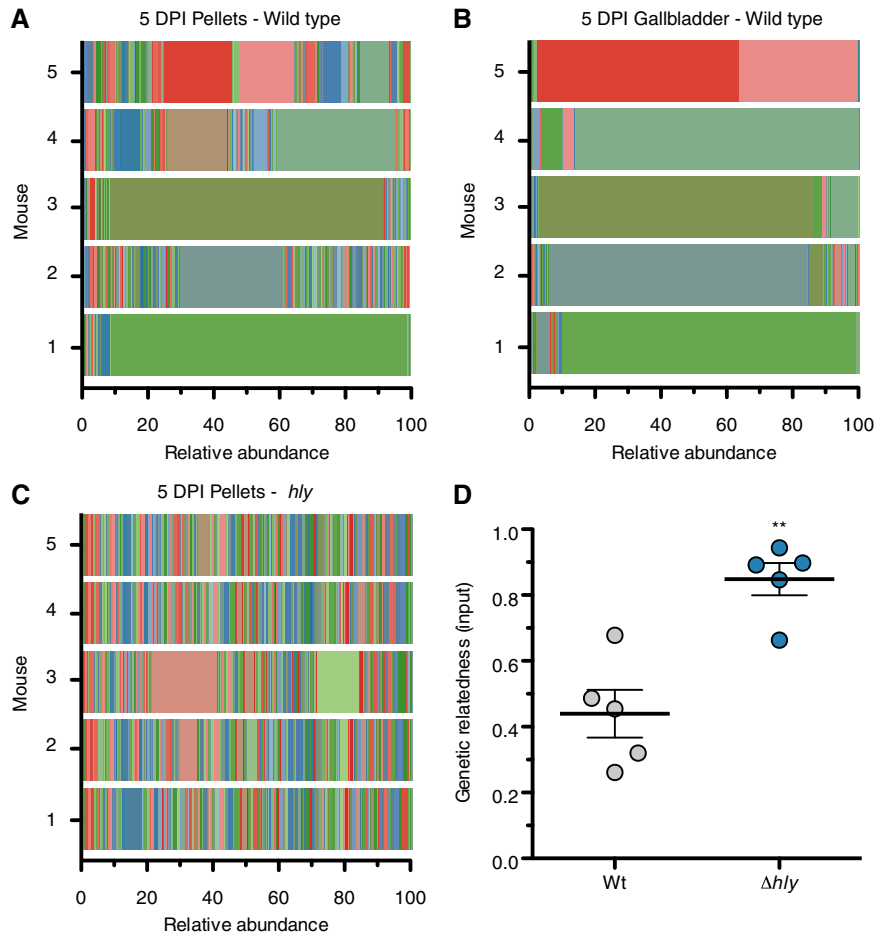 A
5 DPI Pellets - Wild type
Mouse
5
4
3
2
1
0 20 40 60 80 100
Relative abundance
B
5 DPI Gallbladder - Wild type
Mouse
5
4
3
2
1
0 20 40 60 80 100
Relative abundance
C
5 DPI Pellets - hly
Mouse
5
4
3
2
1
0 20 40 60 80 100
Relative abundance
D
Genetic relatedness (input)
1.0
0.8
0.6
0.4
0.2
0.0
**
Wt Δhly